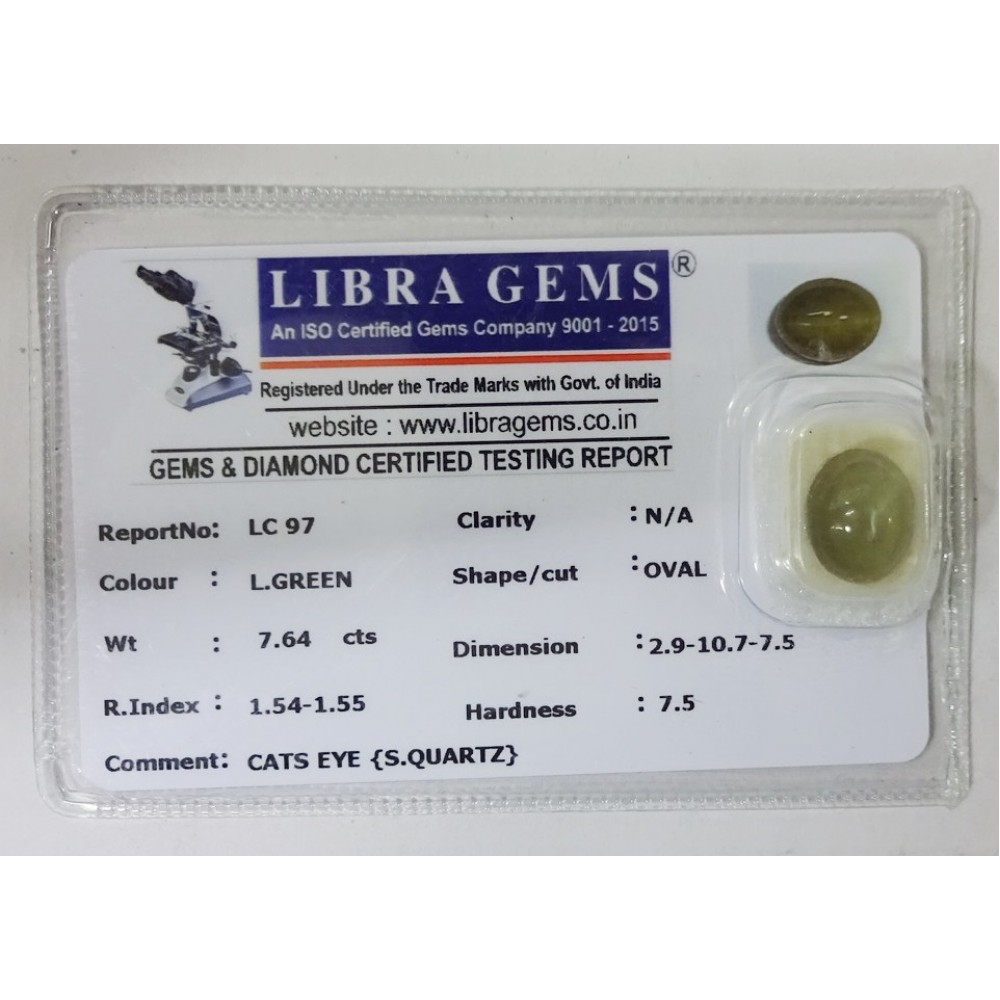 LIBRA GEMS ®
An ISO Certified Gems Company 9001 - 2015
Registered Under the Trade Marks with Govt. of India
website : www.libragems.co.in
GEMS & DIAMOND CERTIFIED TESTING REPORT
ReportNo: LC 97 Clarity : N/A
Colour : L.GREEN Shape/cut : OVAL
Wt : 7.64 cts Dimension : 2.9-10.7-7.5
R.Index : 1.54-1.55 Hardness : 7.5
Comment: CATS EYE {S.QUARTZ}